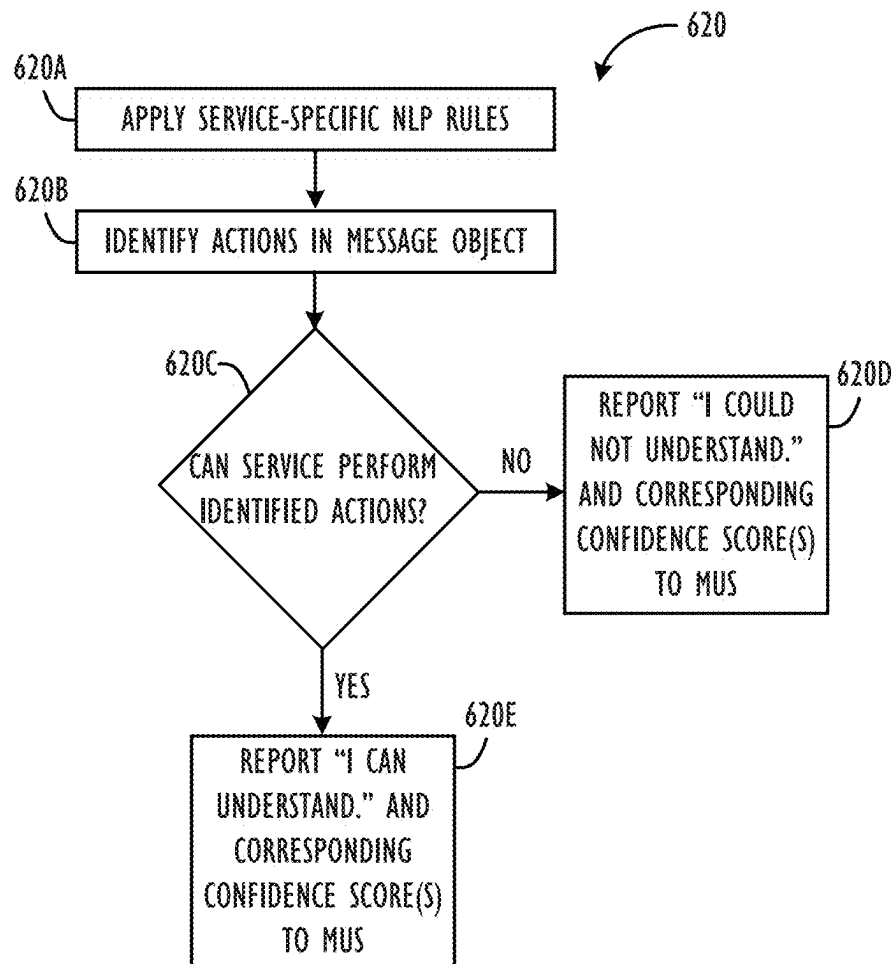 620
620A
APPLY SERVICE-SPECIFIC NLP RULES
620B
IDENTIFY ACTIONS IN MESSAGE OBJECT
620C
CAN SERVICE PERFORM
IDENTIFIED ACTIONS?
NO
620D
REPORT “I COULD
NOT UNDERSTAND.”
AND CORRESPONDING
CONFIDENCE SCORE(S)
TO MUS
YES
620E
REPORT “I CAN
UNDERSTAND.” AND
CORRESPONDING
CONFIDENCE SCORE(S)
TO MUS